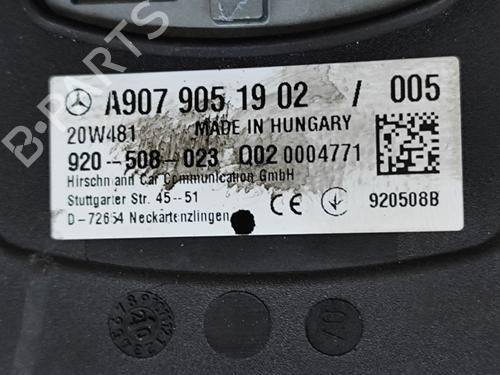 A907 905 19 02 / 005
20W481 MADE IN HUNGARY
920-508-023 Q02 0004771
Hirschmann Car Communication GmbH
Stuttgarter Str. 45-51
D-72654 Neckartenzlingen
CE
920508B
B-PARTS